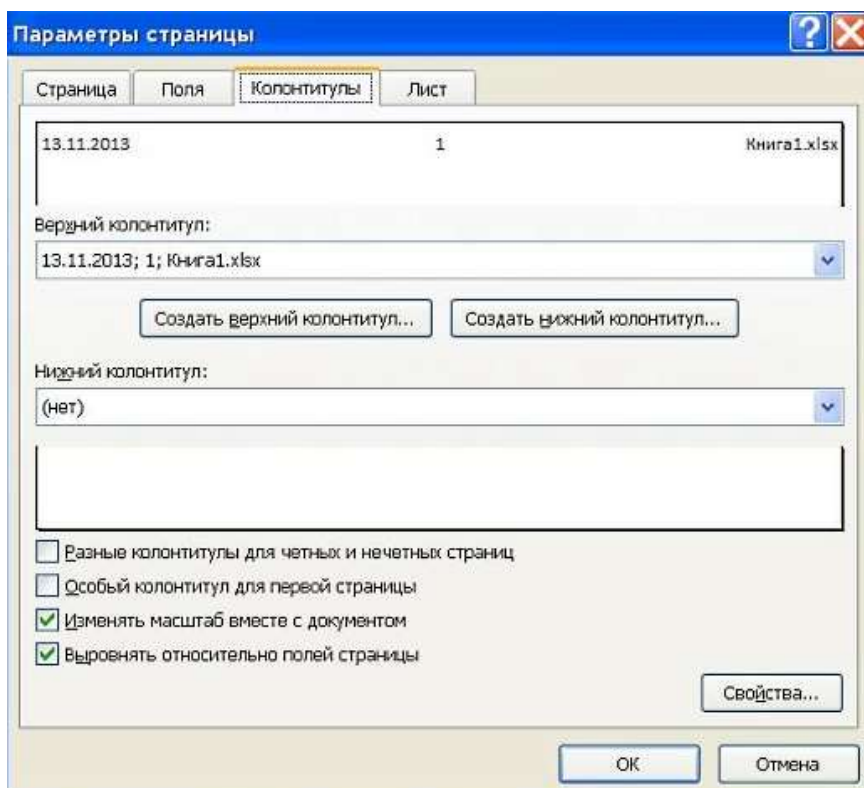 Параметры страницы
Страница Поля Колонтитулы Лист
13.11.2013 1 Книга1.xlsx
Верхний колонтитул:
13.11.2013; 1; Книга1.xlsx
Создать верхний колонтитул... Создать нижний колонтитул...
Нижний колонтитул:
(нет)
Разные колонтитулы для четных и нечетных страниц
Особый колонтитул для первой страницы
Изменять масштаб вместе с документом
Выровнять относительно полей страницы
Свойства...
ОК Отмена